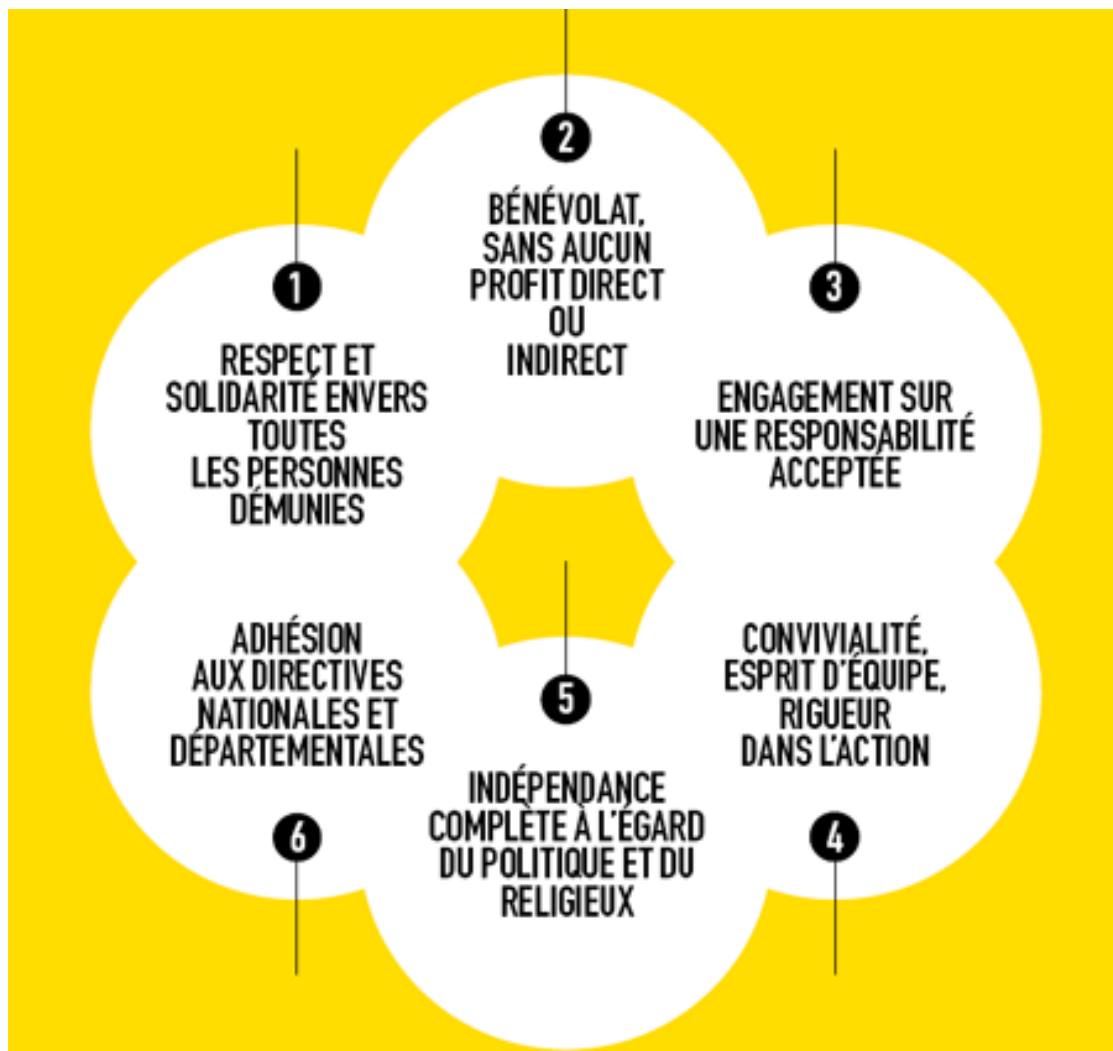 1
RESPECT ET
SOLIDARITÉ ENVERS
TOUTES
LES PERSONNES
DÉMUNIES
2
BÉNÉVOLAT,
SANS AUCUN
PROFIT DIRECT
OU
INDIRECT
3
ENGAGEMENT SUR
UNE RESPONSABILITÉ
ACCEPTÉE
CONVIVIALITÉ,
ESPRIT D'ÉQUIPE,
RIGUEUR
DANS L'ACTION
4
5
INDÉPENDANCE
COMPLÈTE À L'ÉGARD
DU POLITIQUE ET DU
RELIGIEUX
ADHÉSION
AUX DIRECTIVES
NATIONALES ET
DÉPARTEMENTALES
6